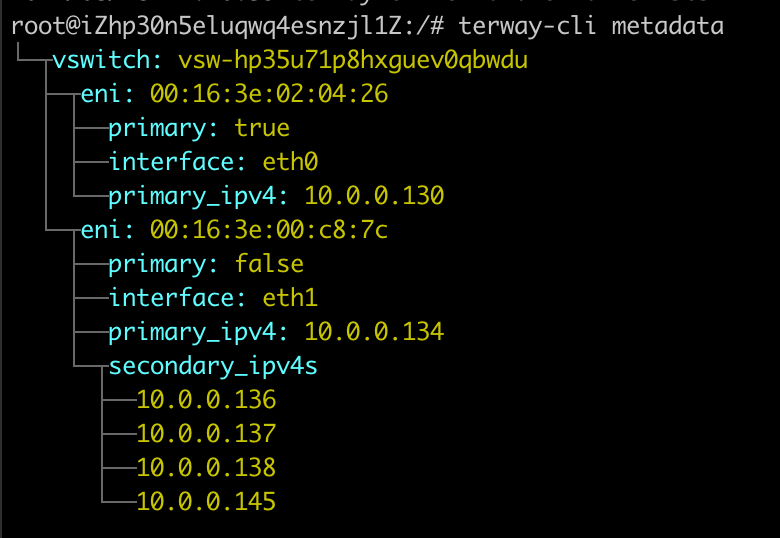 root@iZhp30n5eluqwq4esnzjl1Z:/# terway-cli metadata
vswitch: vsw-hp35u71p8hxguev0qbwdu
eni: 00:16:3e:02:04:26
primary: true
interface: eth0
primary_ipv4: 10.0.0.130
eni: 00:16:3e:00:c8:7c
primary: false
interface: eth1
primary_ipv4: 10.0.0.134
secondary_ipv4s
10.0.0.136
10.0.0.137
10.0.0.138
10.0.0.145